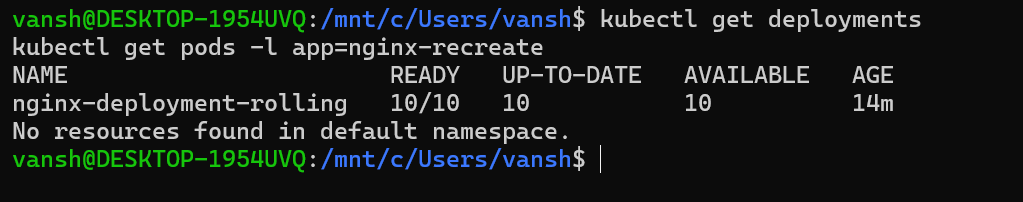 vansh@DESKTOP-1954UVQ:/mnt/c/Users/vansh$ kubectl get deployments
kubectl get pods -l app=nginx-recreate
NAME                       READY   UP-TO-DATE   AVAILABLE   AGE
nginx-deployment-rolling   10/10   10           10          14m
No resources found in default namespace.
vansh@DESKTOP-1954UVQ:/mnt/c/Users/vansh$